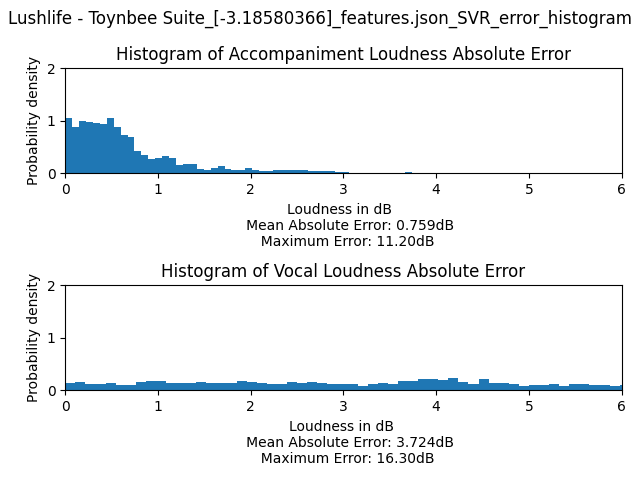 Lushlife - Toynbee Suite_[-3.18580366]_features.json_SVR_error_histogram
Histogram of Accompaniment Loudness Absolute Error
Probability density
2
1
0
0 1 2 3 4 5 6
Loudness in dB
Mean Absolute Error: 0.759dB
Maximum Error: 11.20dB
Histogram of Vocal Loudness Absolute Error
Probability density
2
1
0
0 1 2 3 4 5 6
Loudness in dB
Mean Absolute Error: 3.724dB
Maximum Error: 16.30dB